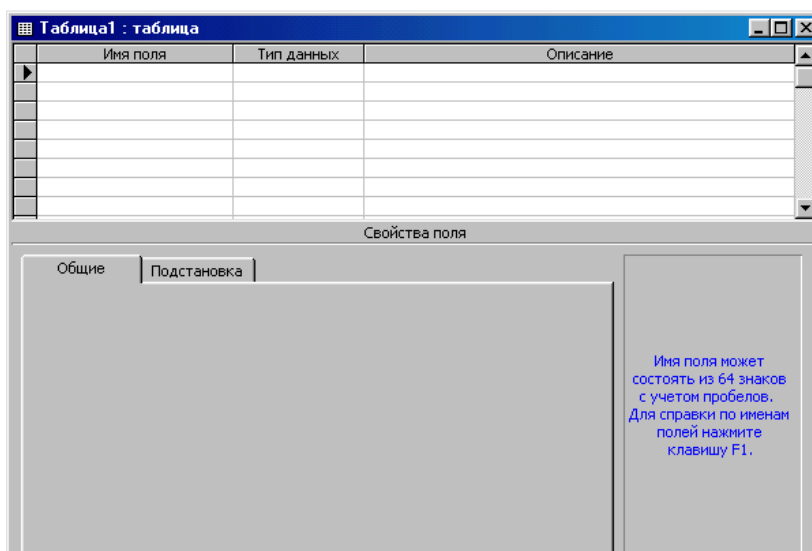 Таблица1 : таблица
Имя поля Тип данных Описание
Свойства поля
Общие Подстановка
Имя поля может
состоять из 64 знаков
с учетом пробелов.
Для справки по именам
полей нажмите
клавишу F1.